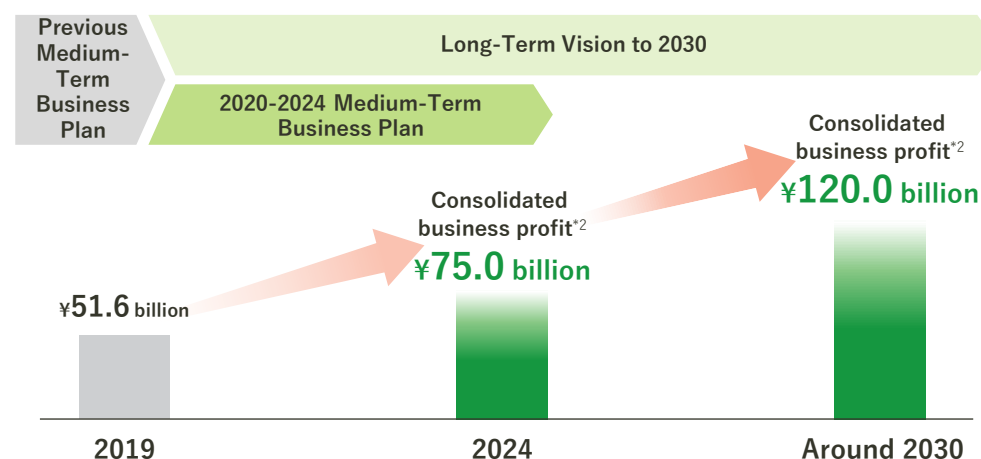 Previous
Medium-
Term
Business
Plan
Long-Term Vision to 2030
2020-2024 Medium-Term
Business Plan
Consolidated
business profit*2
¥120.0 billion
Consolidated
business profit*2
¥75.0 billion
¥51.6 billion
2019
2024
Around 2030